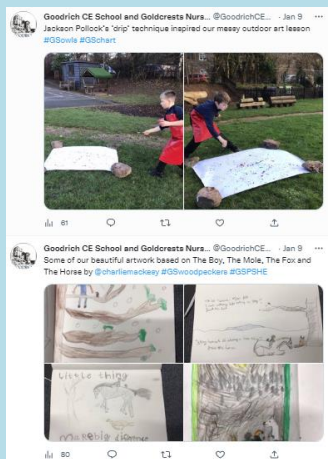 Goodrich CE School and Goldcrests Nurs... @GoodrichCE... · Jan 9 ...
Jackson Pollock's 'drip' technique inspired our messy outdoor art lesson
#GSowls #GSchart
61
Goodrich CE School and Goldcrests Nurs... @GoodrichCE... · Jan 9 ...
Some of our beautiful artwork based on The Boy, The Mole, The Fox and
The Horse by @charliemackesy #GSwoodpeckers #GSPSHE
Little thing
80